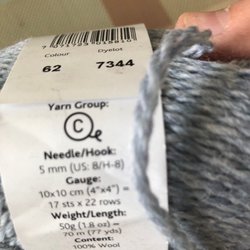 Colour Dyelot
62 7344
Yarn Group:
C
Needle/Hook:
5 mm (US: 8/H-8)
Gauge:
10x10 cm (4"x4") =
17 sts x 22 rows
Weight/Length:
50g (1.8 oz) =
70 m (77 yds)
Content:
100% Wool